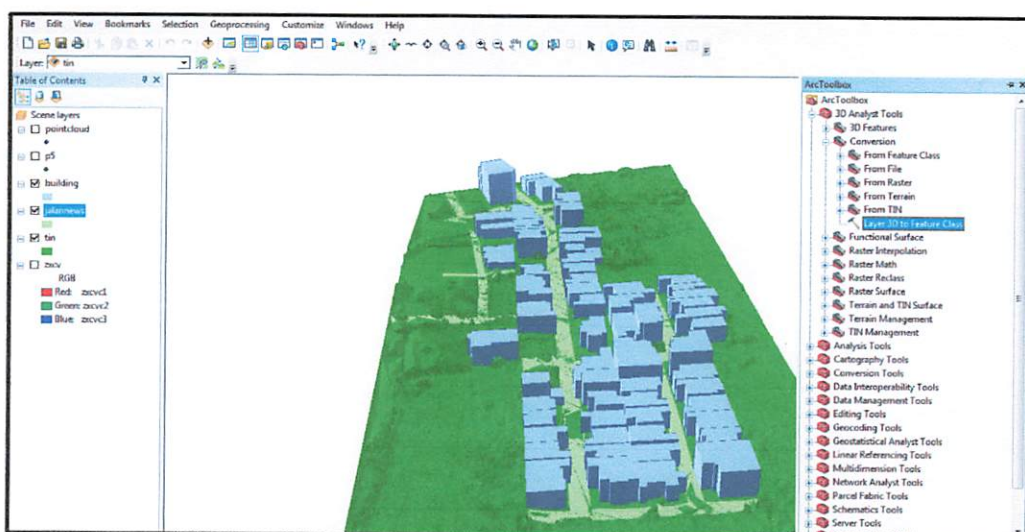 File Edit View Bookmarks Selection Geoprocessing Customize Windows Help
Layer: tin
Table of Contents
Scene layers
pointcloud
p5
building
jalannews
tin
zxcv
RGB
Red: zxcvc1
Green: zxcvc2
Blue: zxcvc3
ArcToolbox
ArcToolbox
3D Analyst Tools
3D Features
Conversion
From Feature Class
From File
From Raster
From Terrain
From TIN
Layer 3D to Feature Class
Functional Surface
Raster Interpolation
Raster Math
Raster Reclass
Raster Surface
Terrain and TIN Surface
Terrain Management
TIN Management
Analysis Tools
Cartography Tools
Conversion Tools
Data Interoperability Tools
Data Management Tools
Editing Tools
Geocoding Tools
Geostatistical Analyst Tools
Linear Referencing Tools
Multidimension Tools
Network Analyst Tools
Parcel Fabric Tools
Schematics Tools
Server Tools